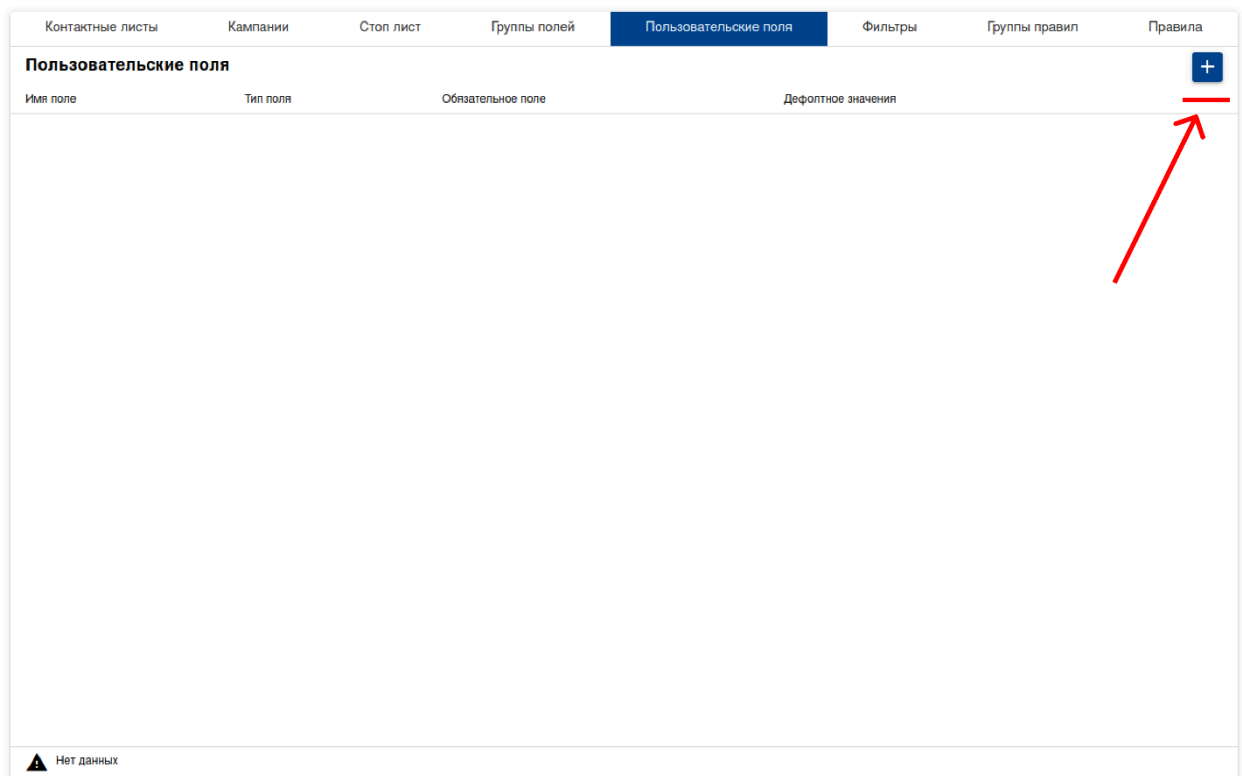 Контактные листы Кампании Стоп лист Группы полей Пользовательские поля Фильтры Группы правил Правила
Пользовательские поля
Имя поле Тип поля Обязательное поле Дефолтное значения
Нет данных